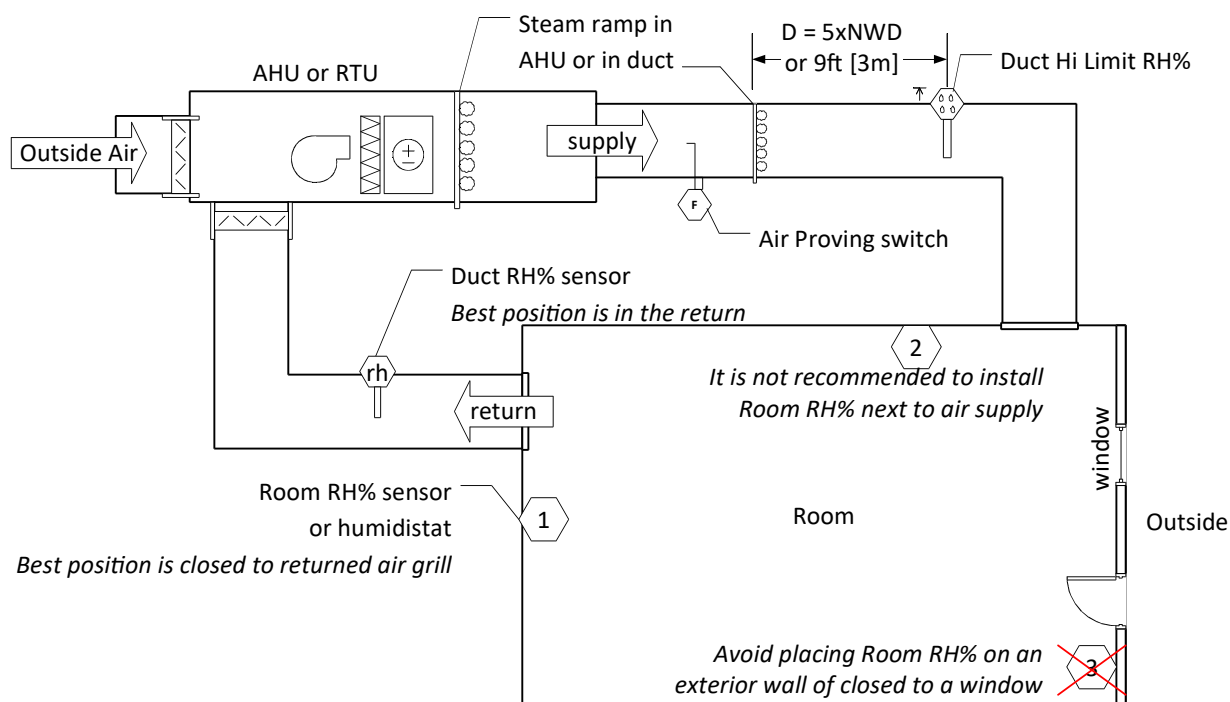 Steam ramp in
AHU or in duct
D = 5xNWD
or 9ft [3m]
Duct Hi Limit RH%
AHU or RTU
Outside Air
supply
F
Air Proving switch
Duct RH% sensor
Best position is in the return
rh
return
2
It is not recommended to install
Room RH% next to air supply
window
Room RH% sensor
or humidistat
Best position is closed to returned air grill
1
Room
Outside
Avoid placing Room RH% on an
exterior wall of closed to a window
3